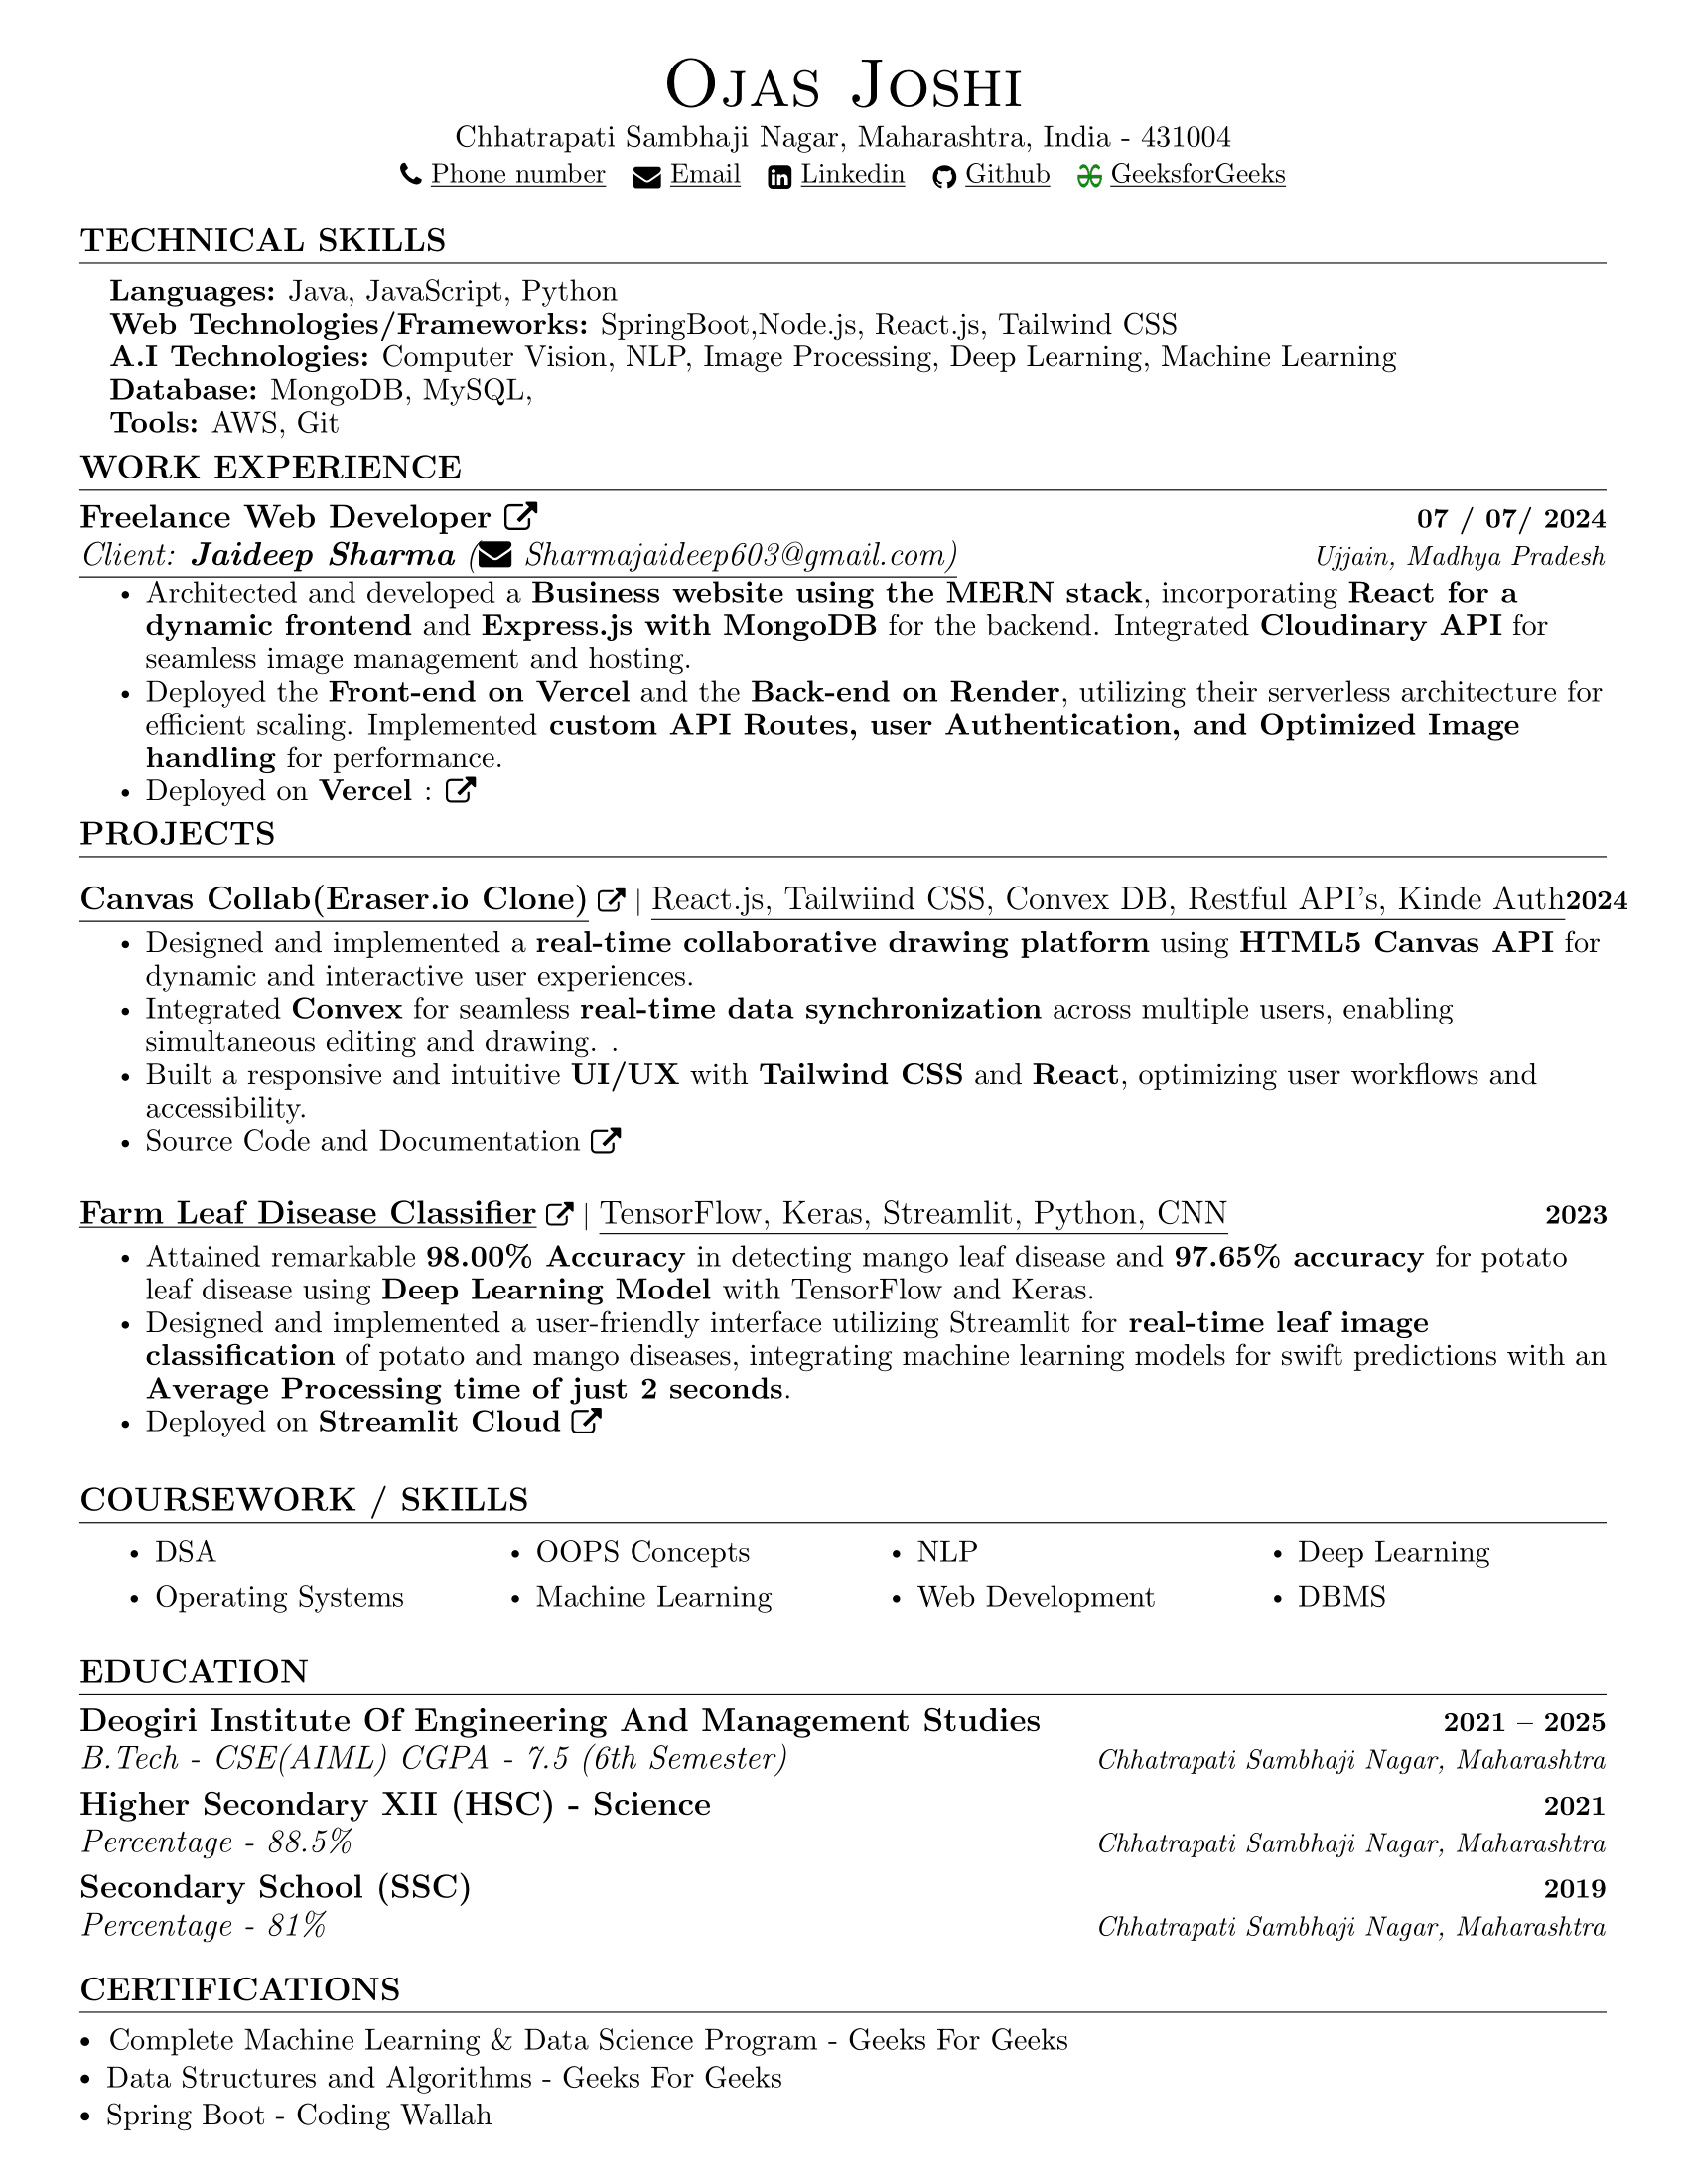 Ojas Joshi
Chhatrapati Sambhaji Nagar, Maharashtra, India - 431004
Phone number Email Linkedin Github GeeksforGeeks
TECHNICAL SKILLS
Languages: Java, JavaScript, Python
Web Technologies/Frameworks: SpringBoot,Node.js, React.js, Tailwind CSS
A.I Technologies: Computer Vision, NLP, Image Processing, Deep Learning, Machine Learning
Database: MongoDB, MySQL,
Tools: AWS, Git
WORK EXPERIENCE
Freelance Web Developer 07 / 07/ 2024
Client: Jaideep Sharma ( Sharmajaideep603@gmail.com) Ujjain, Madhya Pradesh
• Architected and developed a Business website using the MERN stack, incorporating React for a
dynamic frontend and Express.js with MongoDB for the backend. Integrated Cloudinary API for
seamless image management and hosting.
• Deployed the Front-end on Vercel and the Back-end on Render, utilizing their serverless architecture for
efficient scaling. Implemented custom API Routes, user Authentication, and Optimized Image
handling for performance.
• Deployed on Vercel :
PROJECTS
Canvas Collab(Eraser.io Clone) | React.js, Tailwiind CSS, Convex DB, Restful API's, Kinde Auth2024
• Designed and implemented a real-time collaborative drawing platform using HTML5 Canvas API for
dynamic and interactive user experiences.
• Integrated Convex for seamless real-time data synchronization across multiple users, enabling
simultaneous editing and drawing. .
• Built a responsive and intuitive UI/UX with Tailwind CSS and React, optimizing user workflows and
accessibility.
• Source Code and Documentation
Farm Leaf Disease Classifier | TensorFlow, Keras, Streamlit, Python, CNN 2023
• Attained remarkable 98.00% Accuracy in detecting mango leaf disease and 97.65% accuracy for potato
leaf disease using Deep Learning Model with TensorFlow and Keras.
• Designed and implemented a user-friendly interface utilizing Streamlit for real-time leaf image
classification of potato and mango diseases, integrating machine learning models for swift predictions with an
Average Processing time of just 2 seconds.
• Deployed on Streamlit Cloud
COURSEWORK / SKILLS
• DSA • OOPS Concepts • NLP • Deep Learning
• Operating Systems • Machine Learning • Web Development • DBMS
EDUCATION
Deogiri Institute Of Engineering And Management Studies 2021 – 2025
B.Tech - CSE(AIML) CGPA - 7.5 (6th Semester) Chhatrapati Sambhaji Nagar, Maharashtra
Higher Secondary XII (HSC) - Science 2021
Percentage - 88.5% Chhatrapati Sambhaji Nagar, Maharashtra
Secondary School (SSC) 2019
Percentage - 81% Chhatrapati Sambhaji Nagar, Maharashtra
CERTIFICATIONS
• Complete Machine Learning & Data Science Program - Geeks For Geeks
• Data Structures and Algorithms - Geeks For Geeks
• Spring Boot - Coding Wallah